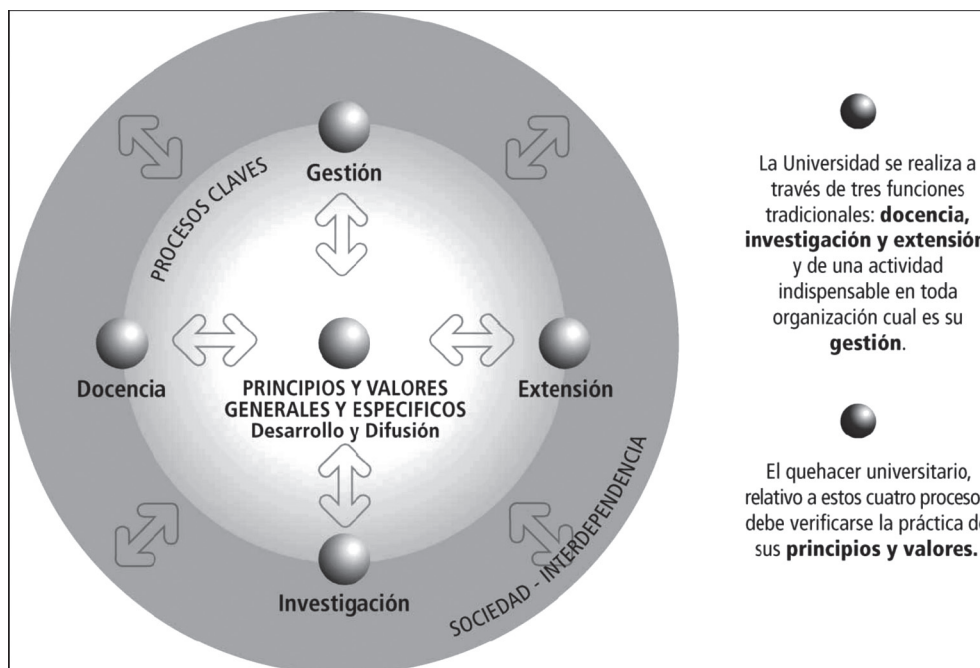 PROCESOS CLAVES
Gestión
Docencia
PRINCIPIOS Y VALORES
GENERALES Y ESPECIFICOS
Desarrollo y Difusión
Extensión
Investigación
SOCIEDAD - INTERDEPENDENCIA
La Universidad se realiza a
través de tres funciones
tradicionales: docencia,
investigación y extensión
y de una actividad
indispensable en toda
organización cual es su
gestión.
El quehacer universitario,
relativo a estos cuatro proceso
debe verificarse la práctica d
sus principios y valores.